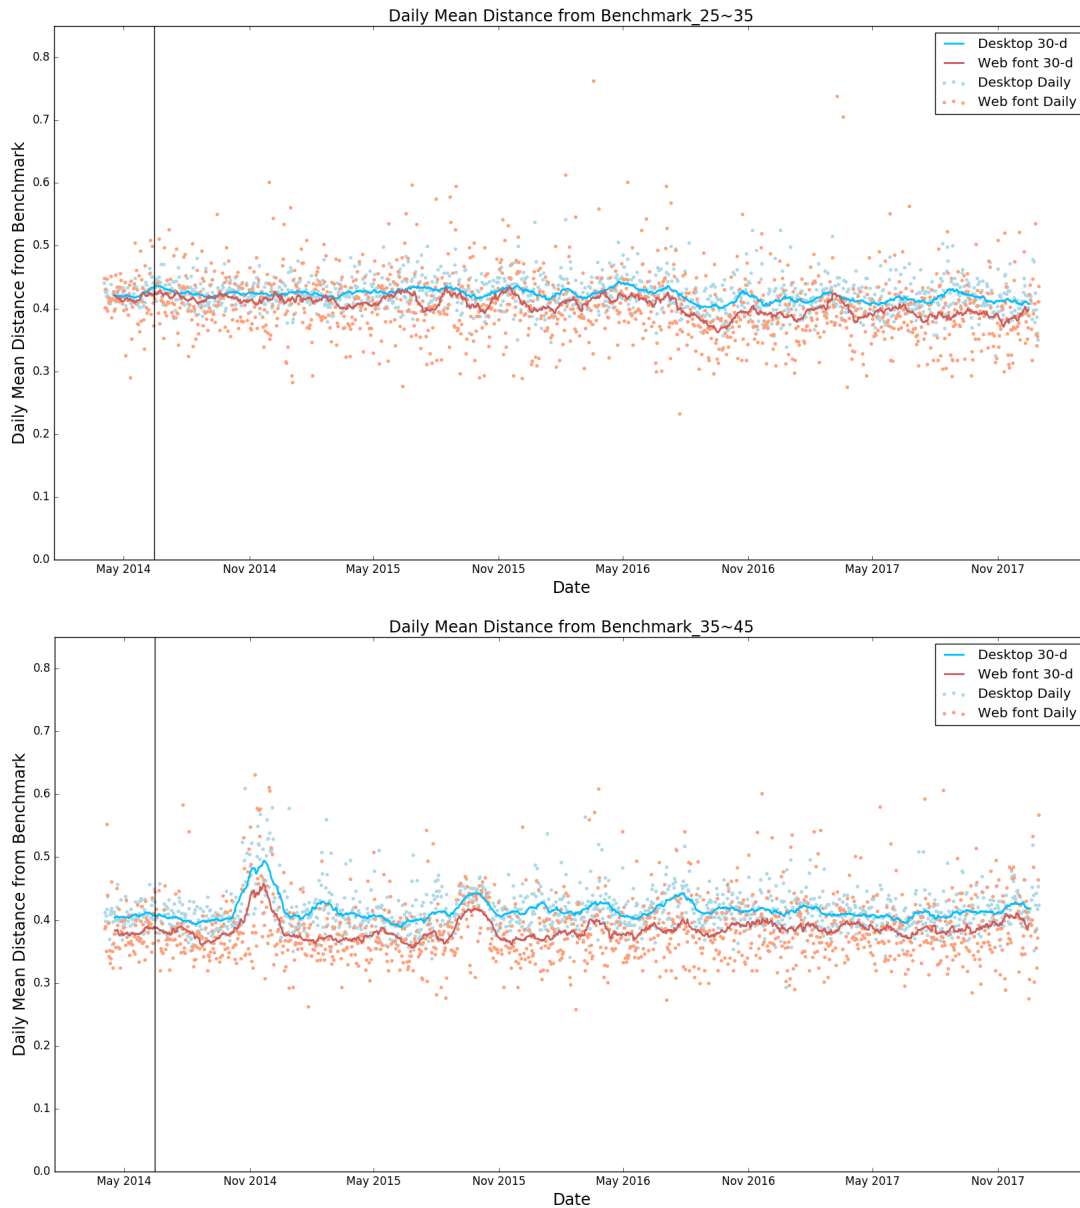 Daily Mean Distance from Benchmark_25~35
Desktop 30-d
Web font 30-d
Desktop Daily
Web font Daily
Daily Mean Distance from Benchmark
0.8
0.7
0.6
0.5
0.4
0.3
0.2
0.1
0.0
May 2014 Nov 2014 May 2015 Nov 2015 May 2016 Nov 2016 May 2017 Nov 2017
Date
Daily Mean Distance from Benchmark_35~45
Desktop 30-d
Web font 30-d
Desktop Daily
Web font Daily
Daily Mean Distance from Benchmark
0.8
0.7
0.6
0.5
0.4
0.3
0.2
0.1
0.0
May 2014 Nov 2014 May 2015 Nov 2015 May 2016 Nov 2016 May 2017 Nov 2017
Date